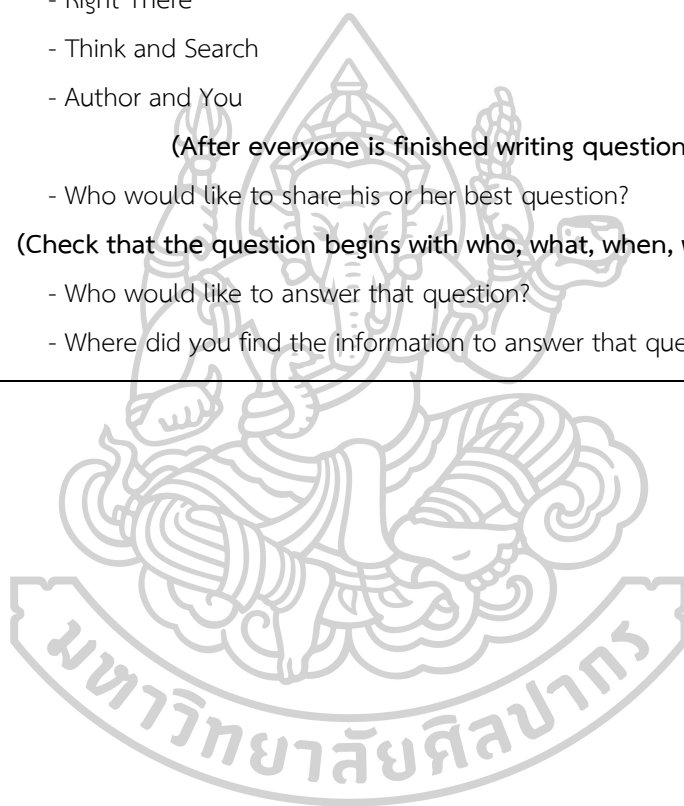 - Right There
- Think and Search
- Author and You
(After everyone is finished writing question
- Who would like to share his or her best question?
(Check that the question begins with who, what, when,
- Who would like to answer that question?
- Where did you find the information to answer that que
มหาวิทยาลัยศิลปากร